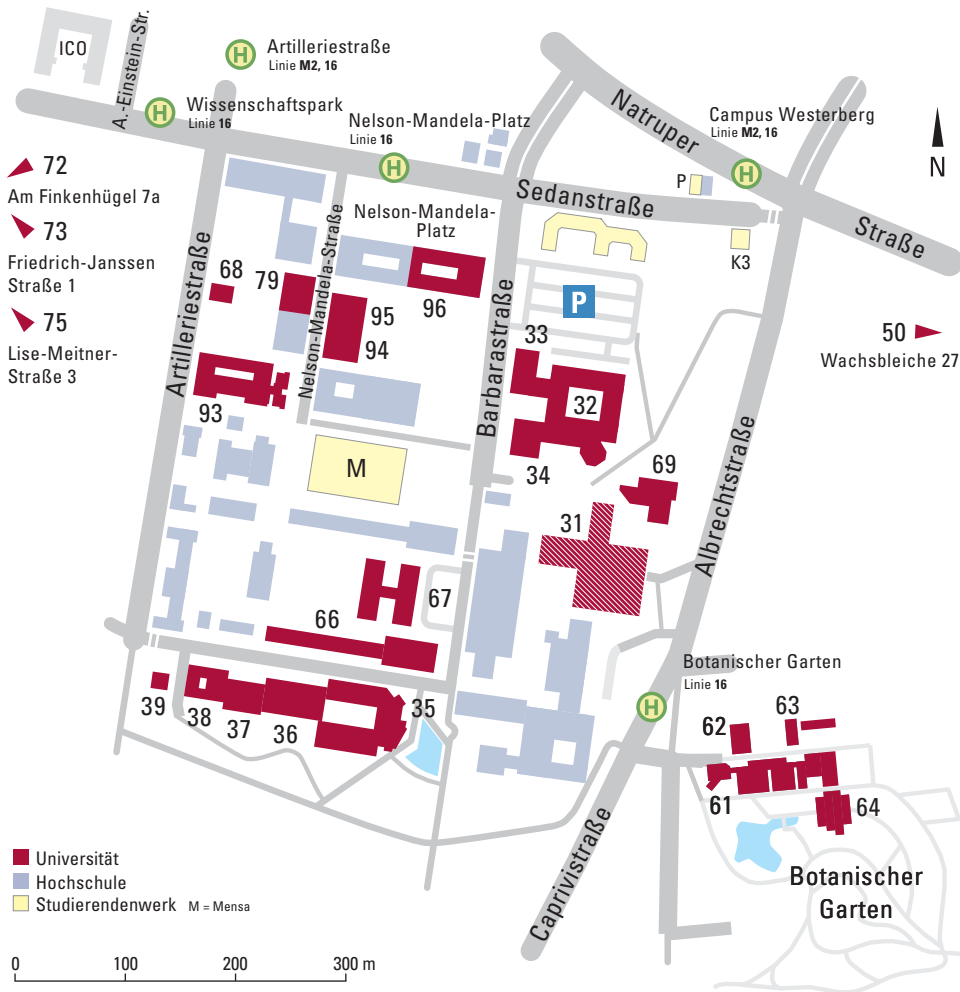 ICO
A.-Einstein-Str.
H
Artilleriestraße
Linie M2, 16
H
Wissenschaftspark
Linie 16
Nelson-Mandela-Platz
Linie 16
H
Natruper
Straße
Campus Westerberg
Linie M2, 16
H
P
K3
N
Sedanstraße
72
Am Finkenhügel 7a
73
Friedrich-Janssen
Straße 1
75
Lise-Meitner-
Straße 3
50
Wachsbleiche 27
Nelson-Mandela-
Platz
Artilleriestraße
Nelson-Mandela-Straße
Barbarastraße
Albrechtstraße
P
68
79
95
94
96
33
32
34
93
M
69
31
67
66
39
38
37
36
35
Botanischer Garten
Linie 16
H
62
63
61
64
Caprivistraße
Botanischer
Garten
Universität
Hochschule
Studierendenwerk M = Mensa
0 100 200 300 m